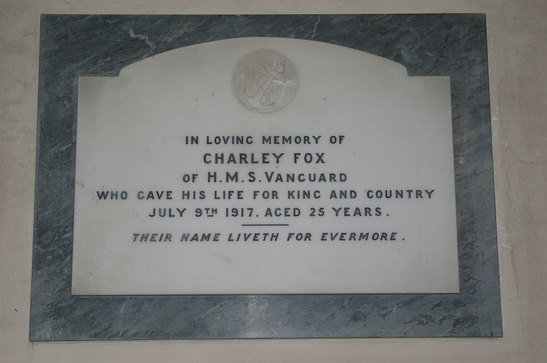 IN LOVING MEMORY OF
CHARLEY FOX
OF H.M.S. VANGUARD
WHO GAVE HIS LIFE FOR KING AND COUNTRY
JULY 9TH 1917. AGED 25 YEARS.
THEIR NAME LIVETH FOR EVERMORE.